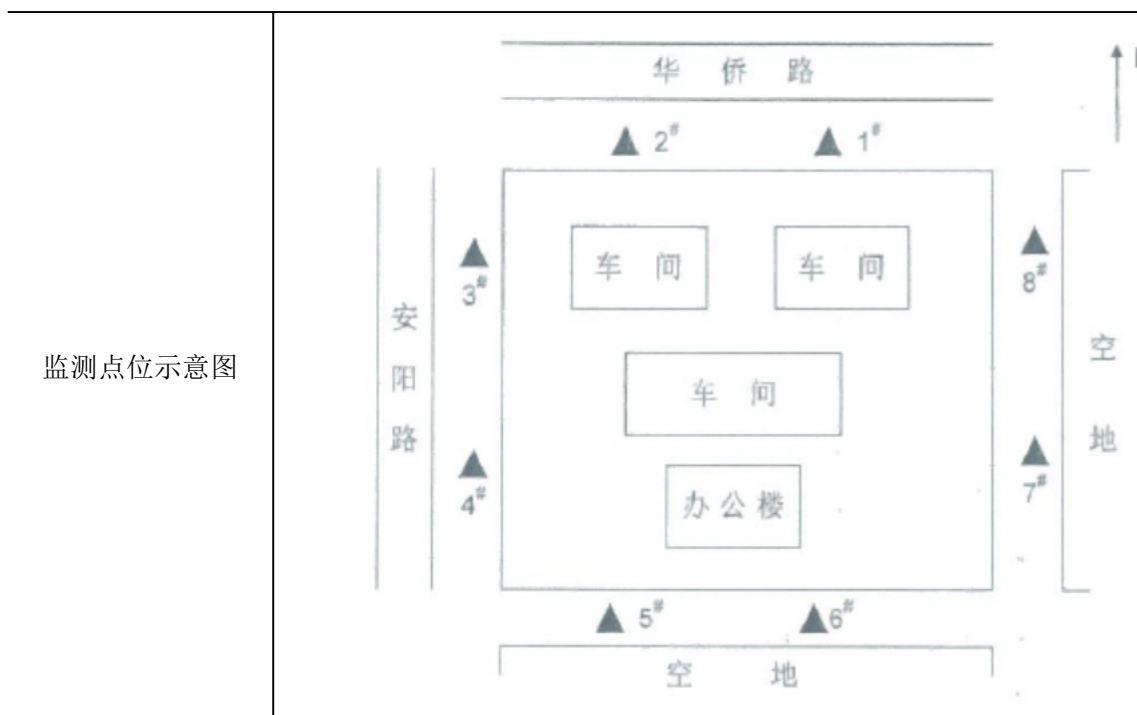 监测点位示意图
华侨路
▲ 2#
▲ 1#
▲ 3#
▲ 8#
车间
车间
安阳路
空地
车间
▲ 4#
▲ 7#
办公楼
▲ 5#
▲ 6#
空地